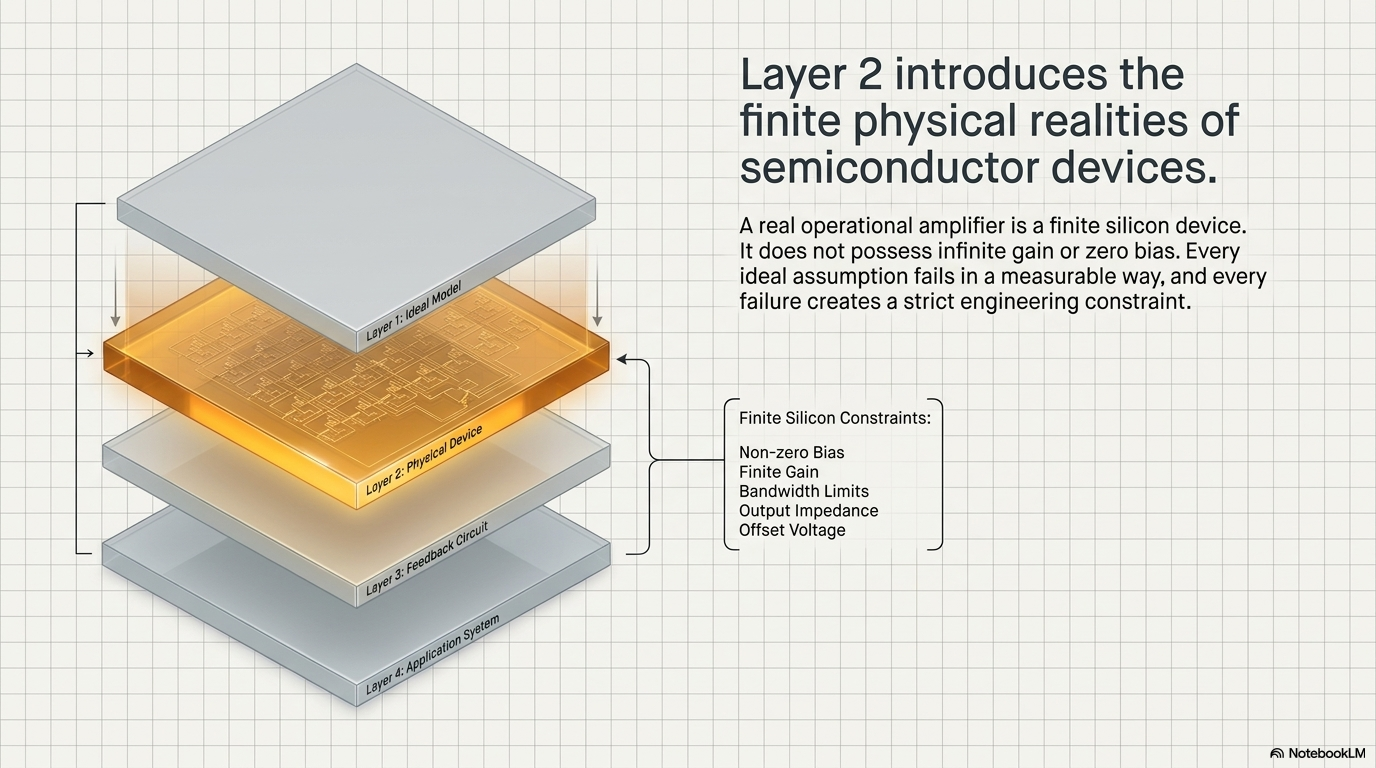 Layer 2 introduces the
finite physical realities of
semiconductor devices.
A real operational amplifier is a finite silicon device.
It does not possess infinite gain or zero bias. Every
ideal assumption fails in a measurable way, and every
failure creates a strict engineering constraint.
Layer 1: Ideal Model
Layer 2: Physical Device
Layer 3: Feedback Circuit
Layer 4: Application Syetem
Finite Silicon Constraints:
Non-zero Bias
Finite Gain
Bandwidth Limits
Output Impedance
Offset Voltage
NotebookLM